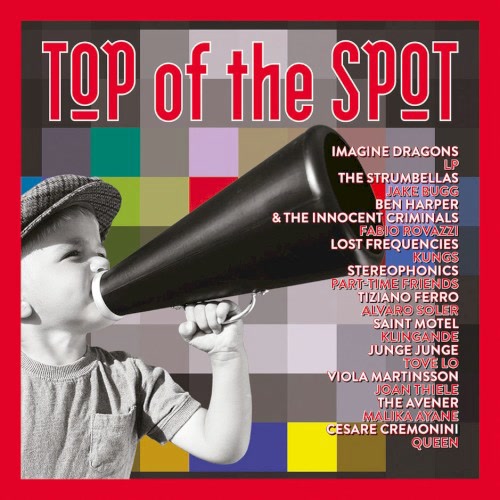 TOP of the SPOT
IMAGINE DRAGONS
LP
THE STRUMBELLAS
JAKE BUGG
BEN HARPER
& THE INNOCENT CRIMINALS
FABIO ROVAZZI
LOST FREQUENCIES
KUNGS
STEREOPHONICS
PART-TIME FRIENDS
TIZIANO FERRO
ALVARO SOLER
SAINT MOTEL
KLINGANDE
JUNGE JUNGE
TOVE LO
VIOLA MARTINSSON
JOAN THIELE
THE AVENER
MALIKA AYANE
CESARE CREMONINI
QUEEN